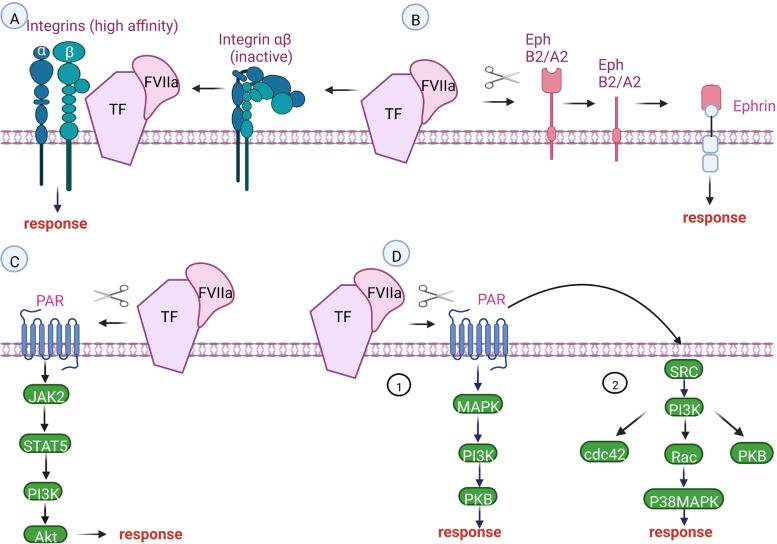 A
Integrins (high affinity)
α
β
TF
FVIIa
Integrin αβ
(inactive)
response
B
TF
FVIIa
Eph
B2/A2
Eph
B2/A2
Ephrin
response
C
PAR
TF
FVIIa
JAK2
STAT5
PI3K
Akt
response
D
TF
FVIIa
PAR
1
MAPK
PI3K
PKB
response
2
SRC
PI3K
cdc42
Rac
PKB
P38MAPK
response